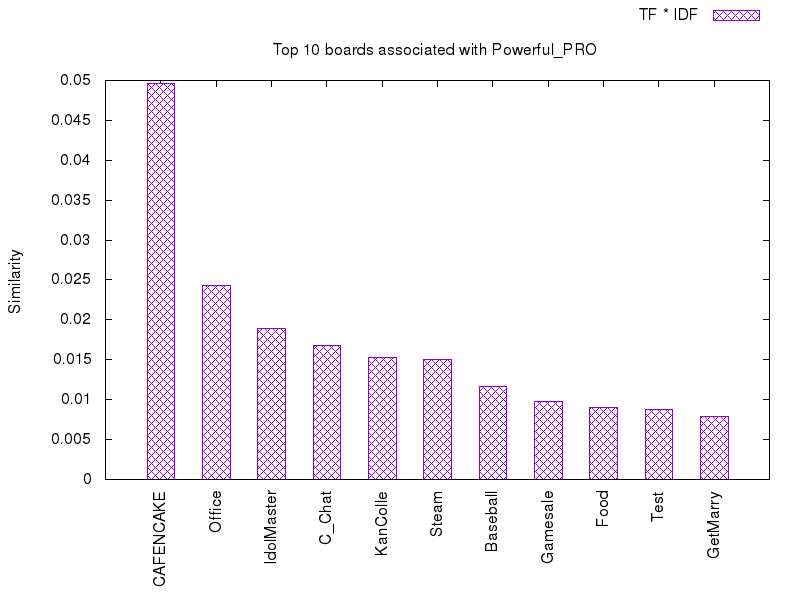 TF * IDF
Top 10 boards associated with Powerful_PRO
0.05
0.045
0.04
0.035
0.03
0.025
0.02
0.015
0.01
0.005
0
Similarity
CAFENCAKE
Office
IdolMaster
C_Chat
KanColle
Steam
Baseball
Gamesale
Food
Test
GetMarry